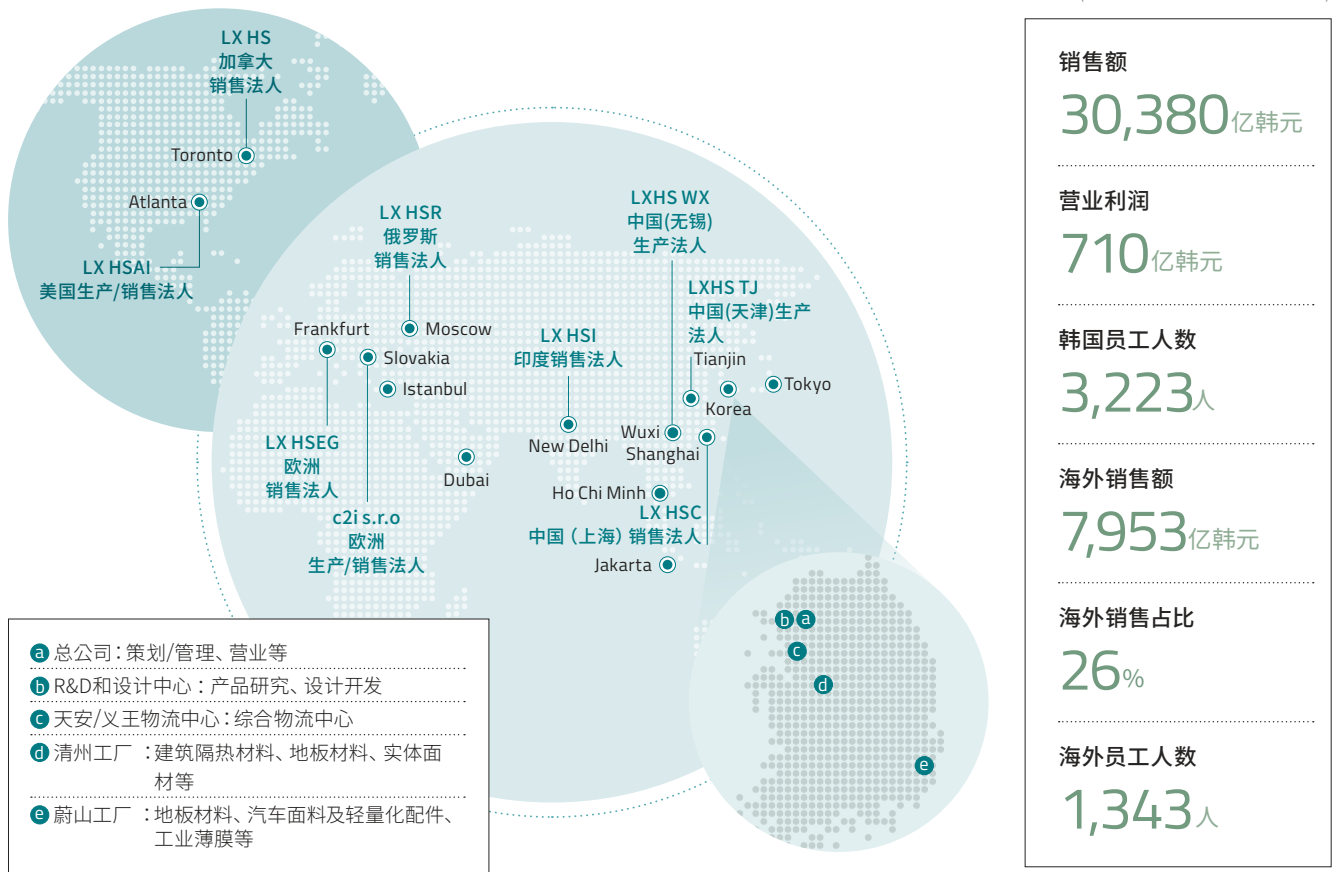 LX HS
加拿大
销售法人
Toronto
Atlanta
LX HSAI
美国生产/销售法人
LX HSR
俄罗斯
销售法人
Frankfurt
Moscow
Slovakia
Istanbul
LX HSEG
欧洲
销售法人
c2i s.r.o
欧洲
生产/销售法人
Dubai
LX HSI
印度销售法人
New Delhi
LXHS WX
中国(无锡)
生产法人
LXHS TJ
中国(天津)生产
法人
Tianjin
Tokyo
Korea
Wuxi
Shanghai
Ho Chi Minh
LX HSC
中国（上海）销售法人
Jakarta
b a
c
d
e
a 总公司：策划/管理、营业等
b R&D和设计中心：产品研究、设计开发
c 天安/义王物流中心：综合物流中心
d 清州工厂 ：建筑隔热材料、地板材料、实体面
材等
e 蔚山工厂 ：地板材料、汽车面料及轻量化配件、
工业薄膜等
销售额
30,380亿韩元
营业利润
710亿韩元
韩国员工人数
3,223人
海外销售额
7,953亿韩元
海外销售占比
26%
海外员工人数
1,343人